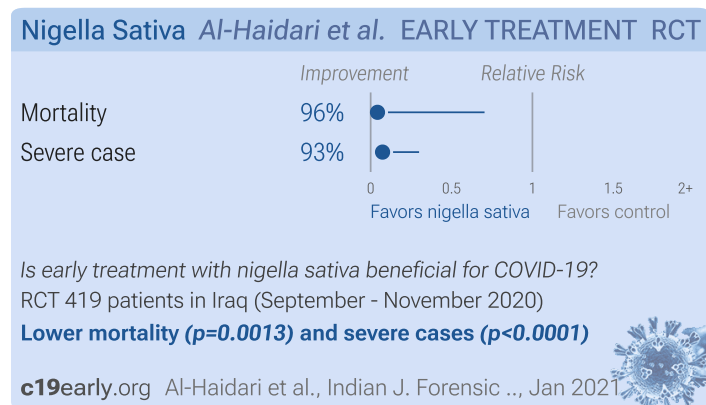 Nigella Sativa Al-Haidari et al. EARLY TREATMENT RCT
Improvement Relative Risk
Mortality 96%
Severe case 93%
0 0.5 1 1.5 2+
Favors nigella sativa Favors control
Is early treatment with nigella sativa beneficial for COVID-19?
RCT 419 patients in Iraq (September - November 2020)
Lower mortality (p=0.0013) and severe cases (p<0.0001)
c19early.org Al-Haidari et al., Indian J. Forensic .., Jan 2021